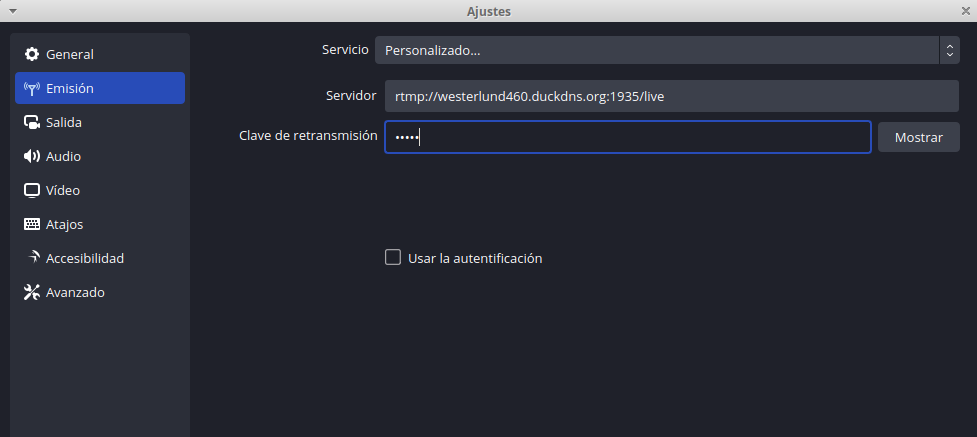 Ajustes
General
Emisión
Salida
Audio
Vídeo
Atajos
Accesibilidad
Avanzado
Servicio Personalizado...
Servidor rtmp://westerlund460.duckdns.org:1935/live
Clave de retransmisión ••••• Mostrar
Usar la autentificación